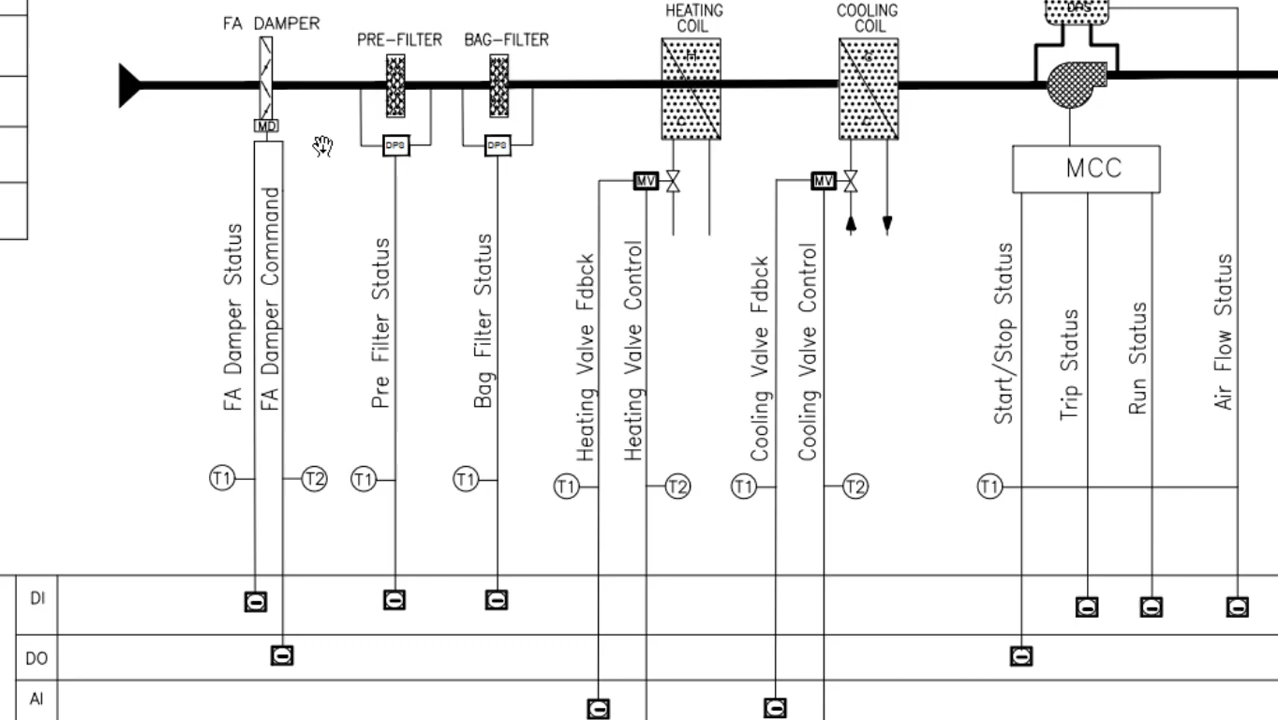 FA DAMPER
PRE-FILTER
BAG-FILTER
HEATING
COIL
COOLING
COIL
DPS
H
C
C
C
MD
DPS
DPS
MV
MV
MCC
FA Damper Status
FA Damper Command
Pre Filter Status
Bag Filter Status
Heating Valve Fdbck
Heating Valve Control
Cooling Valve Fdbck
Cooling Valve Control
Start/Stop Status
Trip Status
Run Status
Air Flow Status
T1
T2
T1
T1
T1
T2
T1
T2
T1
DI
DO
AI